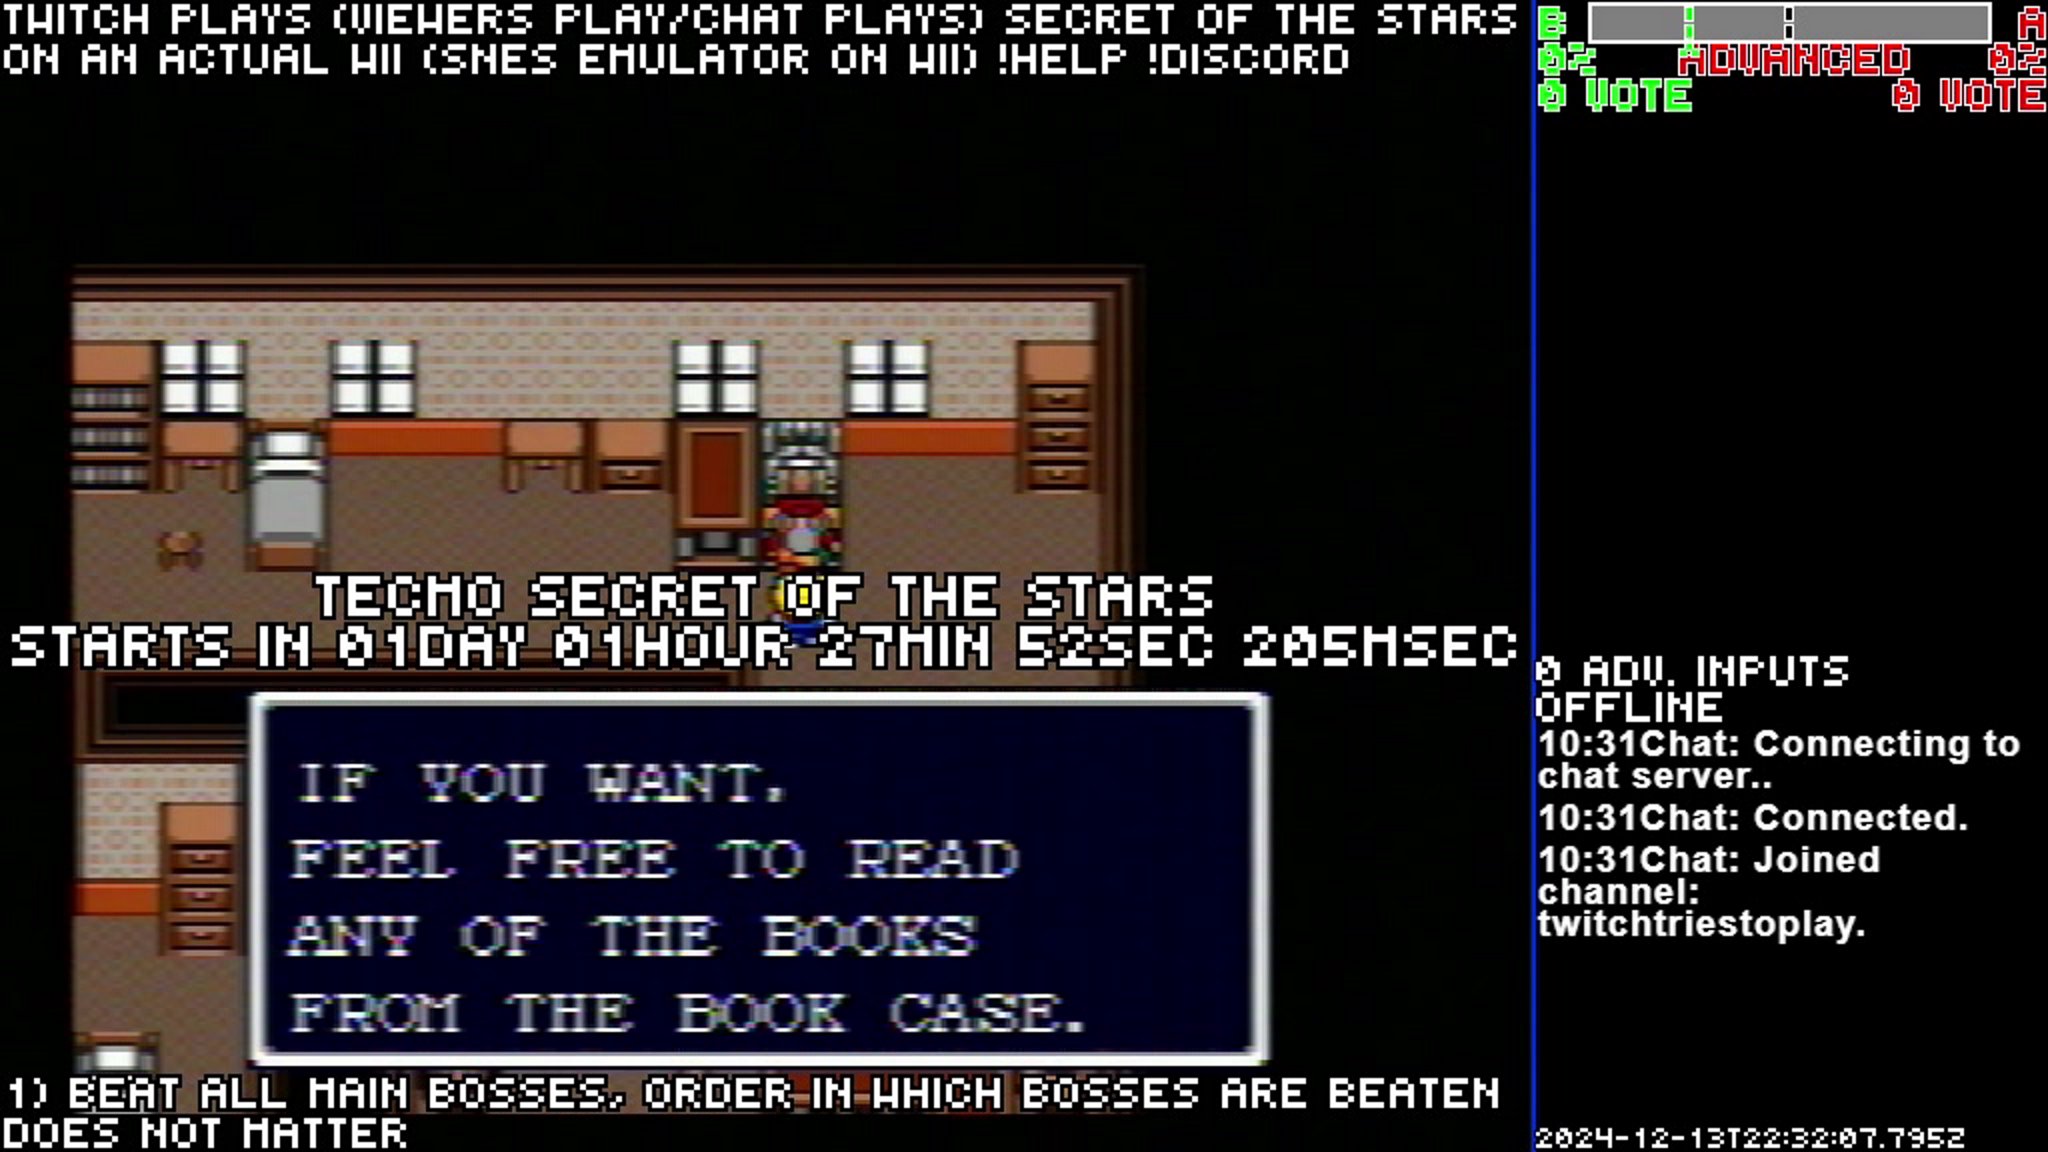 TWITCH PLAYS (VIEWERS PLAY/CHAT PLAYS) SECRET OF THE STARS
ON AN ACTUAL WII (SNES EMULATOR ON WII) !HELP !DISCORD
B A
0% ADVANCED 0%
0 VOTE 0 VOTE
TECMO SECRET OF THE STARS
STARTS IN 01DAY 01HOUR 27MIN 52SEC 205MSEC
IF YOU WANT,
FEEL FREE TO READ
ANY OF THE BOOKS
FROM THE BOOK CASE.
1) BEAT ALL MAIN BOSSES, ORDER IN WHICH BOSSES ARE BEATEN
DOES NOT MATTER
0 ADV. INPUTS
OFFLINE
10:31Chat: Connecting to
chat server..
10:31Chat: Connected.
10:31Chat: Joined
channel:
twitchtriestoplay.
2024-12-13T22:32:07.795Z